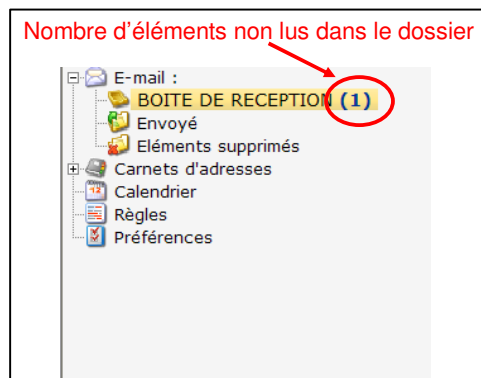 Nombre d'éléments non lus dans le dossier
E-mail :
BOITE DE RECEPTION (1)
Envoyé
Eléments supprimés
Carnets d'adresses
Calendrier
Règles
Préférences